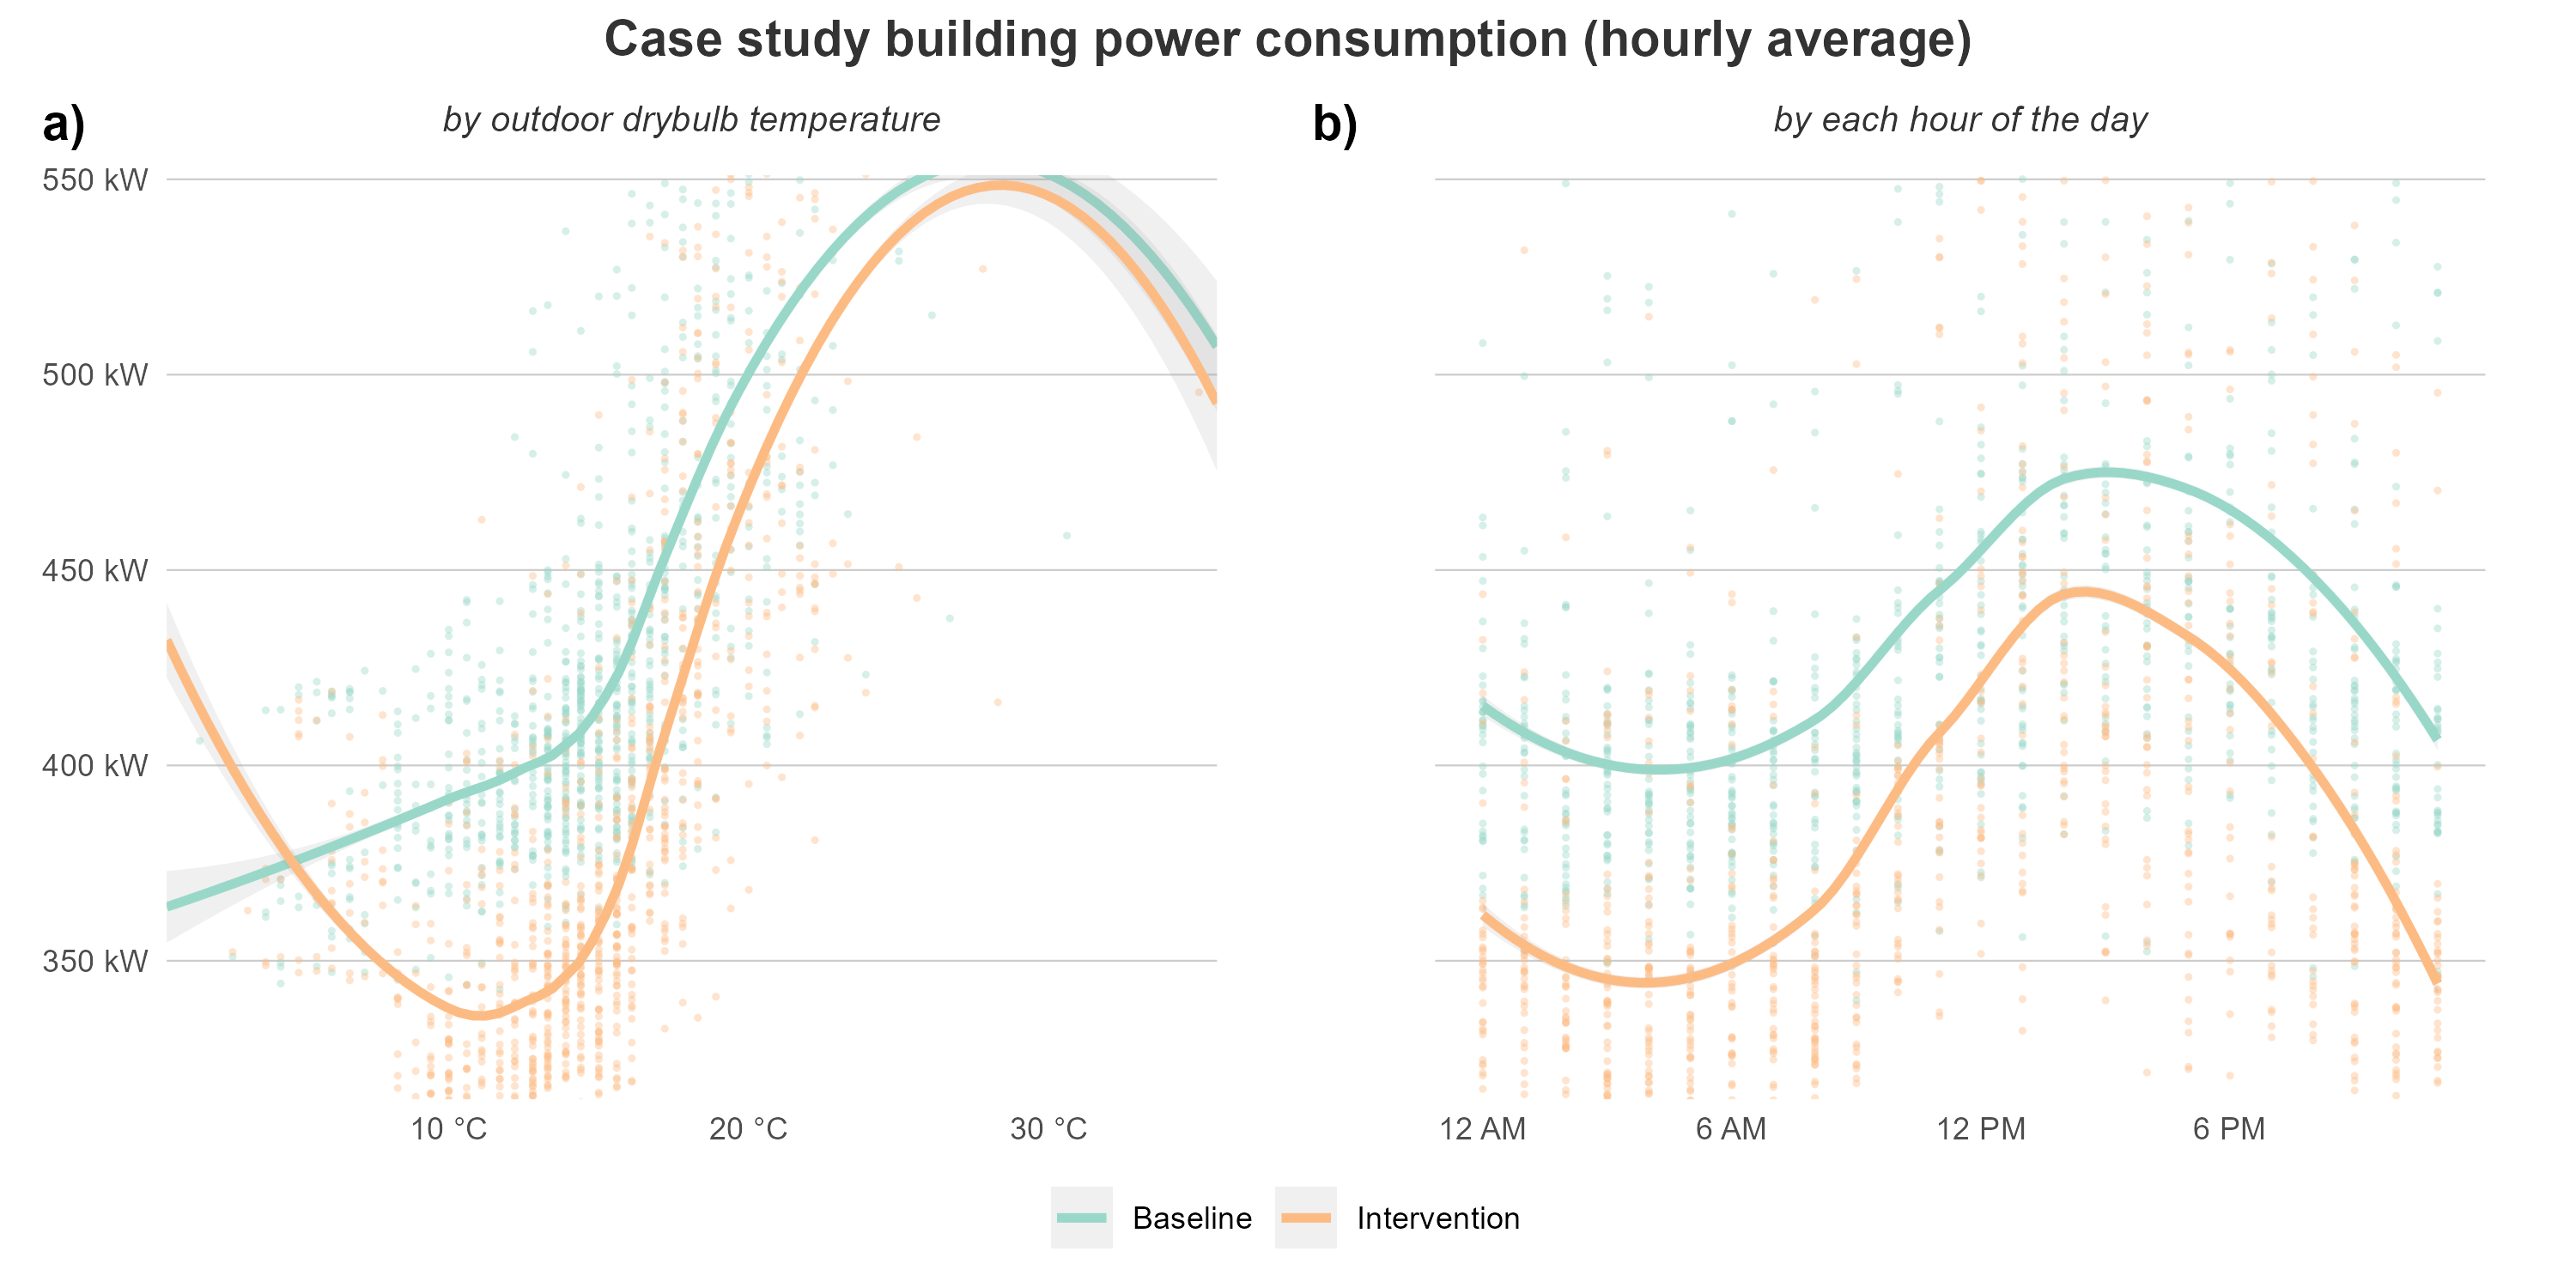 Case study building power consumption (hourly average)
a)
by outdoor drybulb temperature
550 kW
500 kW
450 kW
400 kW
350 kW
10 °C
20 °C
30 °C
b)
by each hour of the day
12 AM
6 AM
12 PM
6 PM
Baseline
Intervention